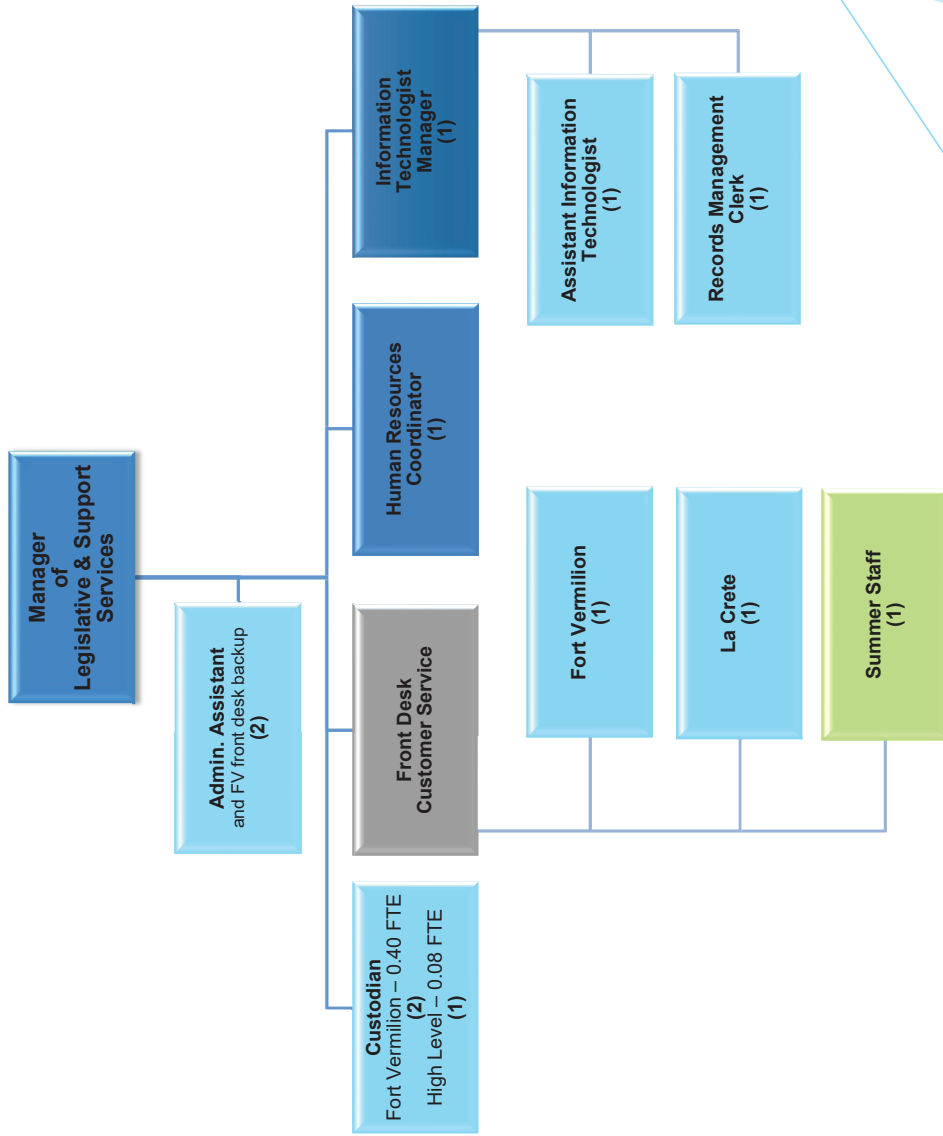 Manager
of
Legislative & Support
Services
Admin. Assistant
and FV front desk backup
(2)
Custodian
Fort Vermilion – 0.40 FTE
(2)
High Level – 0.08 FTE
(1)
Front Desk
Customer Service
Human Resources
Coordinator
(1)
Information
Technologist
Manager
(1)
Fort Vermilion
(1)
La Crete
(1)
Summer Staff
(1)
Assistant Information
Technologist
(1)
Records Management
Clerk
(1)